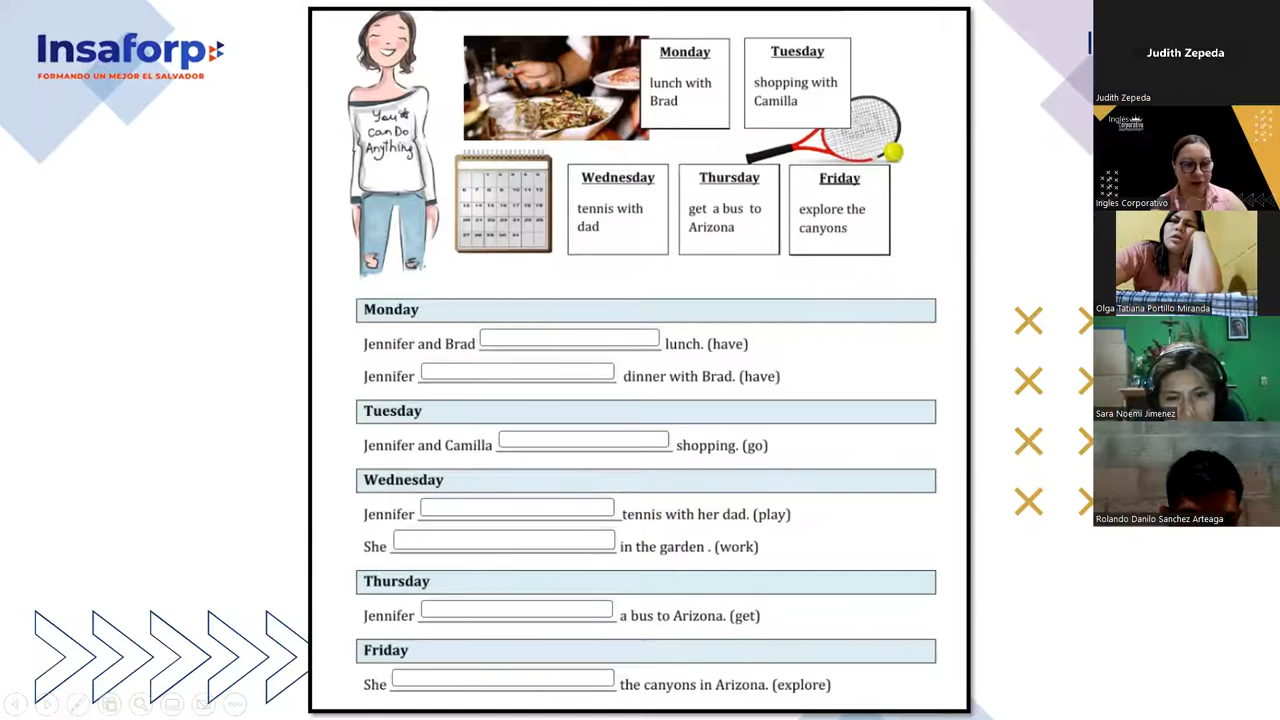 Insaforp
FORMANDO UN MEJOR EL SALVADOR
You
can Do
Anything
Monday
lunch with
Brad
Tuesday
shopping with
Camilla
Wednesday
tennis with
dad
Thursday
get a bus to
Arizona
Friday
explore the
canyons
Monday
Jennifer and Brad lunch. (have)
Jennifer dinner with Brad. (have)
Tuesday
Jennifer and Camilla shopping. (go)
Wednesday
Jennifer tennis with her dad. (play)
She in the garden . (work)
Thursday
Jennifer a bus to Arizona. (get)
Friday
She the canyons in Arizona. (explore)
Judith Zepeda
Judith Zepeda
Inglés
Corporativo
Ingles Corporativo
Olga Tatiana Portillo Miranda
Sara Noemi Jimenez
Rolando Danilo Sanchez Arteaga